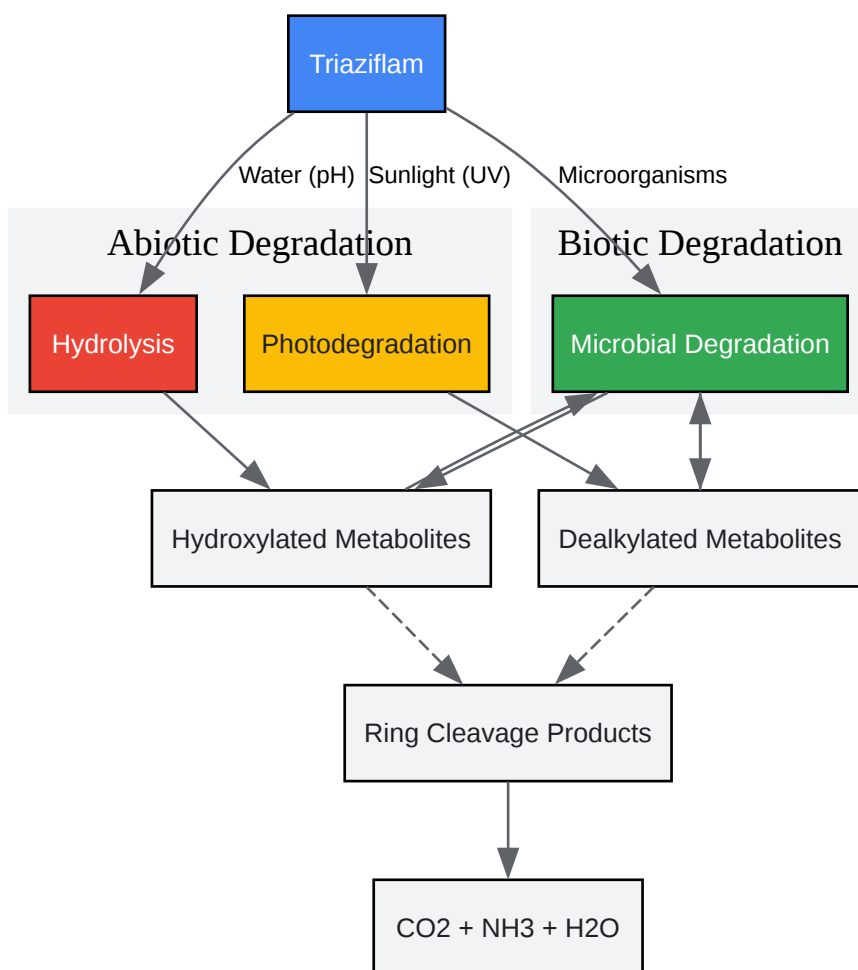 Triaziflam
Water (pH)
Sunlight (UV)
Microorganisms
Abiotic Degradation
Biotic Degradation
Hydrolysis
Photodegradation
Microbial Degradation
Hydroxylated Metabolites
Dealkylated Metabolites
Ring Cleavage Products
CO2 + NH3 + H2O